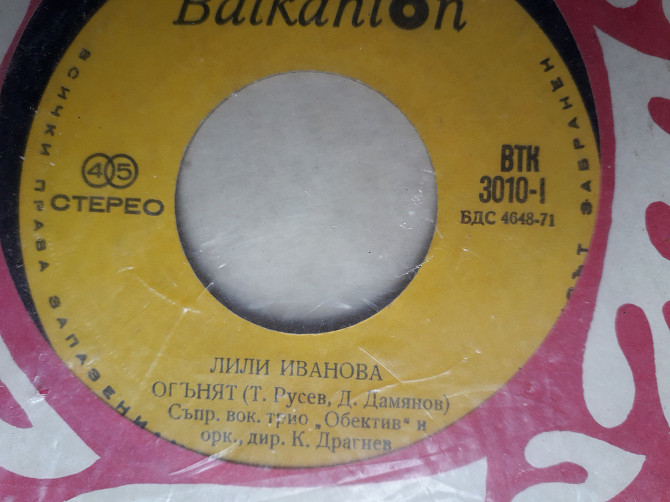 Balkanton
ВСИЧКИ ПРАВА ЗАПАЗЕНИ
45
СТЕРЕО
ВТК
3010-I
БДС 4648-71
ЗАБРАНЕН
ЛИЛИ ИВАНОВА
ОГЪНЯТ (Т. Русев, Д. Дамянов)
Съпр. вок. трио „Обектив“ и
орк., дир. К. Драгнев